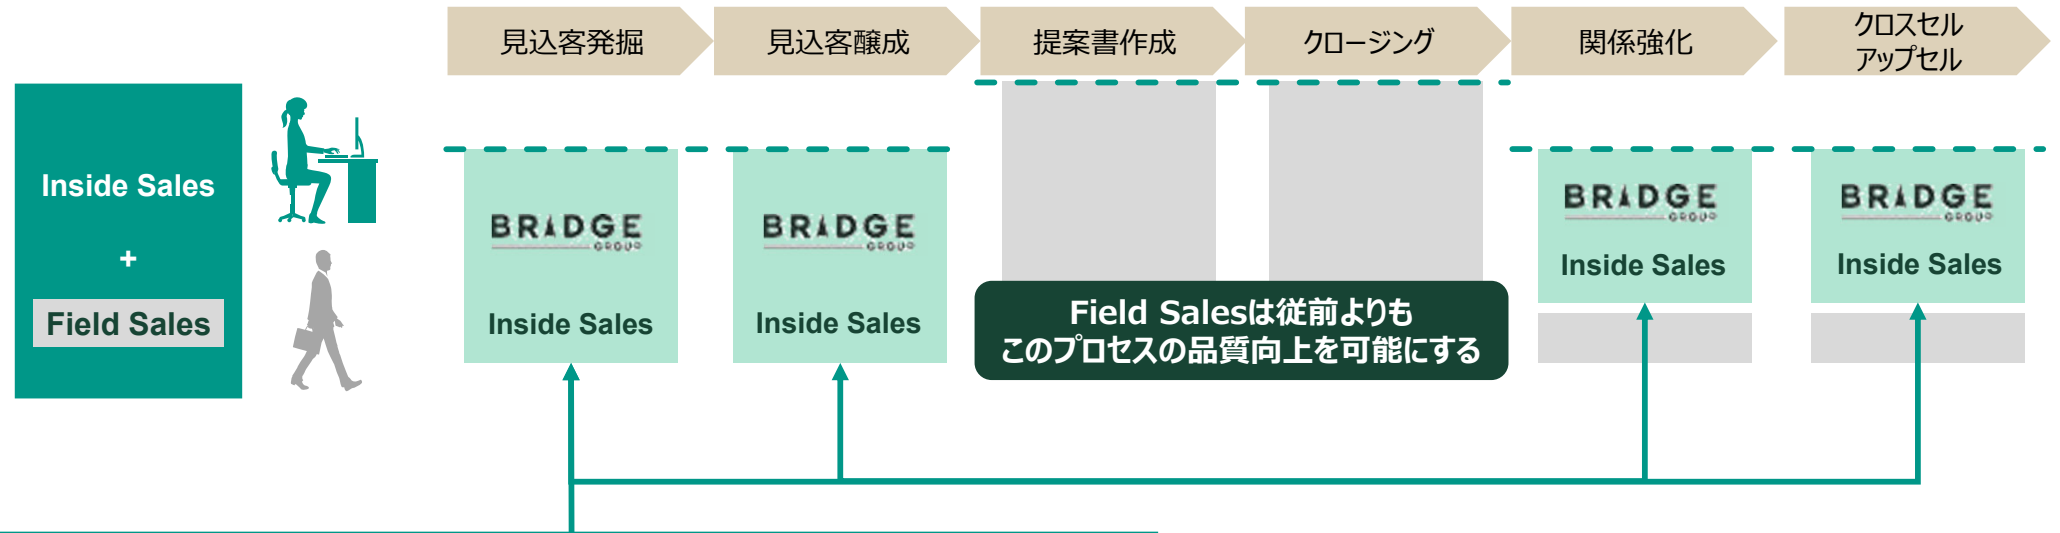 見込客発掘
見込客醸成
提案書作成
クロージング
関係強化
クロスセル
アップセル
Inside Sales
+
Field Sales
BRIDGE
GROUP
Inside Sales
BRIDGE
GROUP
Inside Sales
Field Salesは従前よりも
このプロセスの品質向上を可能にする
BRIDGE
GROUP
Inside Sales
BRIDGE
GROUP
Inside Sales